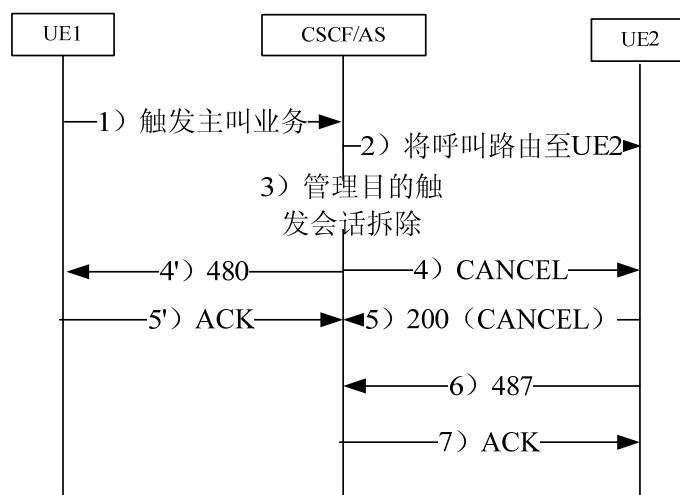 UE1
CSCF/AS
UE2
1）触发主叫业务
2）将呼叫路由至UE2
3）管理目的触
发会话拆除
4'）480
4）CANCEL
5'）ACK
5）200（CANCEL）
6）487
7）ACK